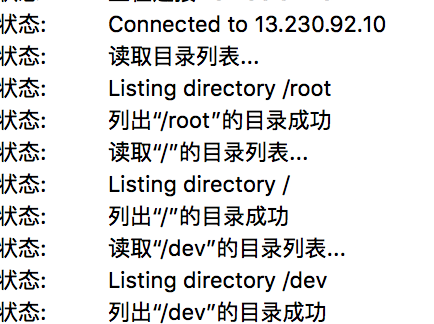 状态: Connected to 13.230.92.10
状态: 读取目录列表...
状态: Listing directory /root
状态: 列出“/root”的目录成功
状态: 读取“/”的目录列表...
状态: Listing directory /
状态: 列出“/”的目录成功
状态: 读取“/dev”的目录列表...
状态: Listing directory /dev
状态: 列出“/dev”的目录成功